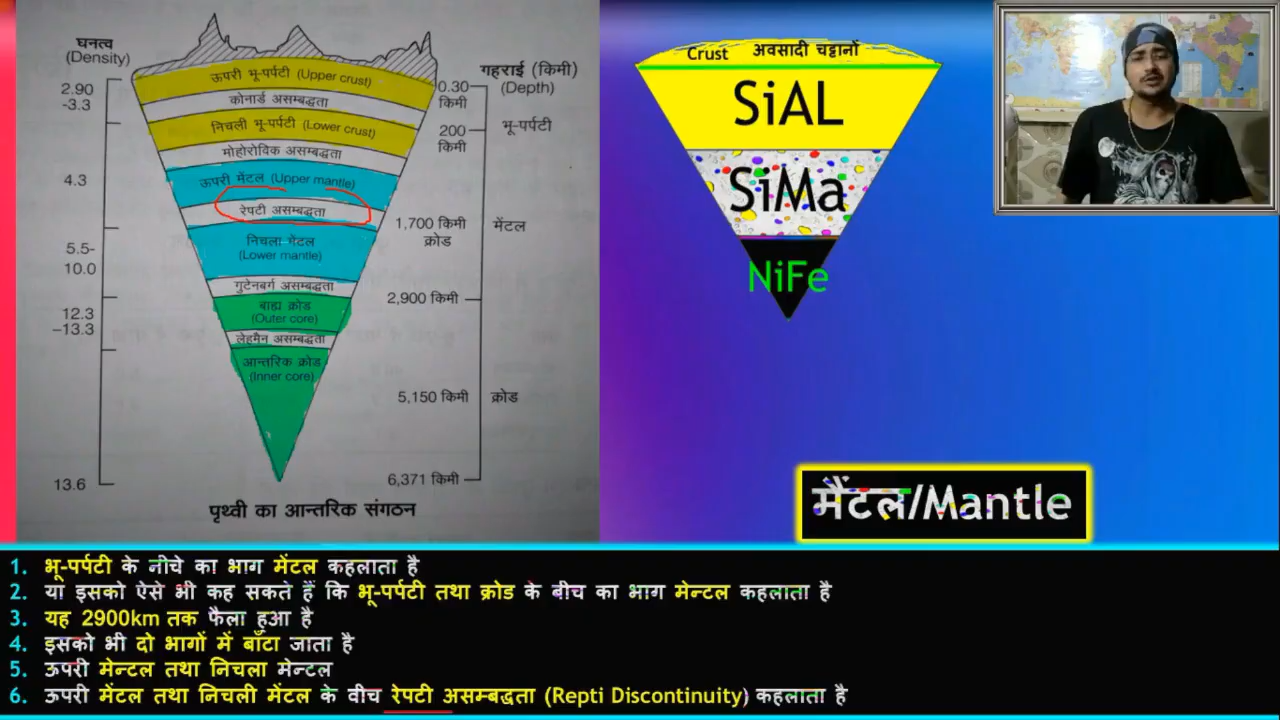 घनत्व
(Density)
2.90
-3.3
4.3
5.5-
10.0
12.3
–13.3
13.6
ऊपरी भू-पर्पटी (Upper crust)
कोनार्ड असम्बद्धता
निचली भू-पर्पटी (Lower crust)
मोहोरोविक असम्बद्धता
ऊपरी मेंटल (Upper mantle)
रेपटी असम्बद्धता
निचला मेंटल
(Lower mantle)
गुटेनबर्ग असम्बद्धता
बाह्य क्रोड
(Outer core)
लेहमैन असम्बद्धता
आन्तरिक क्रोड
(Inner core)
गहराई (किमी)
(Depth)
0.30
किमी
200
किमी
भू-पर्पटी
1,700 किमी
क्रोड
मेंटल
2,900 किमी
5,150 किमी
क्रोड
6,371 किमी
पृथ्वी का आन्तरिक संगठन
Crust अवसादी चट्टानों
SiAL
SiMa
NiFe
मैंटल/Mantle
1. भू-पर्पटी के नीचे का भाग मेंटल कहलाता है
2. या इसको ऐसे भी कह सकते हैं कि भू-पर्पटी तथा क्रोड के बीच का भाग मेन्टल कहलाता है
3. यह 2900km तक फैला हुआ है
4. इसको भी दो भागों में बाँटा जाता है
5. ऊपरी मेन्टल तथा निचला मेन्टल
6. ऊपरी मेंटल तथा निचली मेंटल के वीच रेपटी असम्बद्धता (Repti Discontinuity) कहलाता है